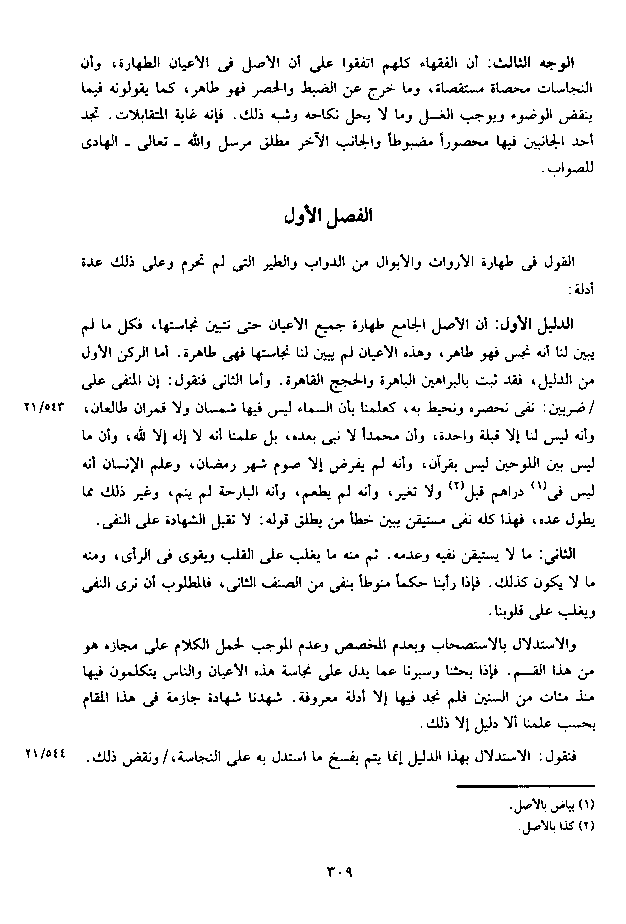 الوجه الثالث: أن الفقهاء كلهم اتفقوا على أن الأصل فى الأعيان الطهارة، وأن
النجاسات محصاة مستقصاة، وما خرج عن الضبط والحصر فهو طاهر، كما يقولونه فيما
ينقض الوضوء ويوجب الغسل وما لا يحل نكاحه وشبه ذلك. فإنه غاية المتقابلات. تجد
أحد الجانبين فيها محصوراً مضبوطاً والجانب الآخر مطلق مرسل والله ـ تعالى ـ الهادى
للصواب.
الفصل الأول
القول فى طهارة الأرواث والأبوال من الدواب والطير التى لم تحرم وعلى ذلك عدة
أدلة:
الدليل الأول: أن الأصل الجامع طهارة جميع الأعيان حتى تتبين نجاستها، فكل ما لم
يبين لنا أنه نجس فهو طاهر، وهذه الأعيان لم يبين لنا نجاستها فهى طاهرة. أما الركن الأول
من الدليل، فقد ثبت بالبراهين الباهرة والحجج القاهرة. وأما الثانى فنقول: إن المنفى على
/ ضربين: نفى نحصره ونحيط به، كعلمنا بأن السماء ليس فيها شمسان ولا قمران طالعان، ٢١/٥٤٣
وأنه ليس لنا إلا قبلة واحدة، وأن محمداً لا نبى بعده، بل علمنا أنه لا إله إلا الله، وأن ما
ليس بين اللوحين ليس بقرآن، وأنه لم يفرض إلا صوم شهر رمضان، وعلم الإنسان أنه
ليس فى(١) دراهم قبل(٢) ولا تغير، وأنه لم يطعم، وأنه البارحة لم ينم، وغير ذلك مما
يطول عده، فهذا كله نفى مستيقن يبين خطأ من يطلق قوله: لا تقبل الشهادة على النفى.
الثانى: ما لا يستيقن نفيه وعدمه. ثم منه ما يغلب على القلب ويقوى فى الرأى، ومنه
ما لا يكون كذلك. فإذا رأينا حكماً منوطاً بنفى من الصنف الثانى، فالمطلوب أن نرى النفى
ويغلب على قلوبنا.
والاستدلال بالاستصحاب وبعدم المخصص وعدم الموجب لحمل الكلام على مجازه هو
من هذا القسم. فإذا بحثنا وسبرنا عما يدل على نجاسة هذه الأعيان والناس يتكلمون فيها
منذ مئات من السنين فلم نجد فيها إلا أدلة معروفة. شهدنا شهادة جازمة فى هذا المقام
بحسب علمنا ألا دليل إلا ذلك.
فنقول: الاستدلال بهذا الدليل إنما يتم بفسخ ما استدل به على النجاسة،/ ونقض ذلك. ٢١/٥٤٤
(١) بياض بالأصل.
(٢) كذا بالأصل.
٣٠٩